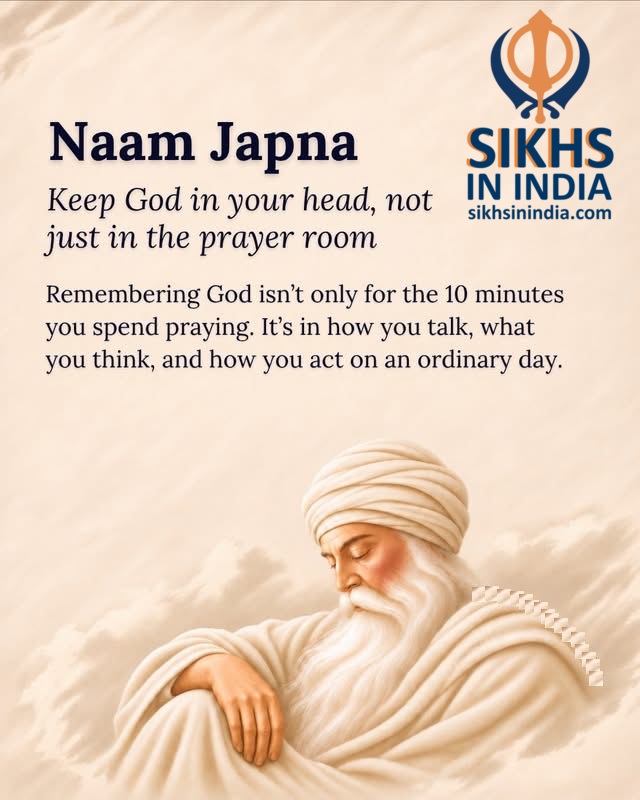 Naam Japna
Keep God in your head, not
just in the prayer room
Remembering God isn’t only for the 10 minutes
you spend praying. It’s in how you talk, what
you think, and how you act on an ordinary day.
SIKHS
IN INDIA
sikhsinindia.com